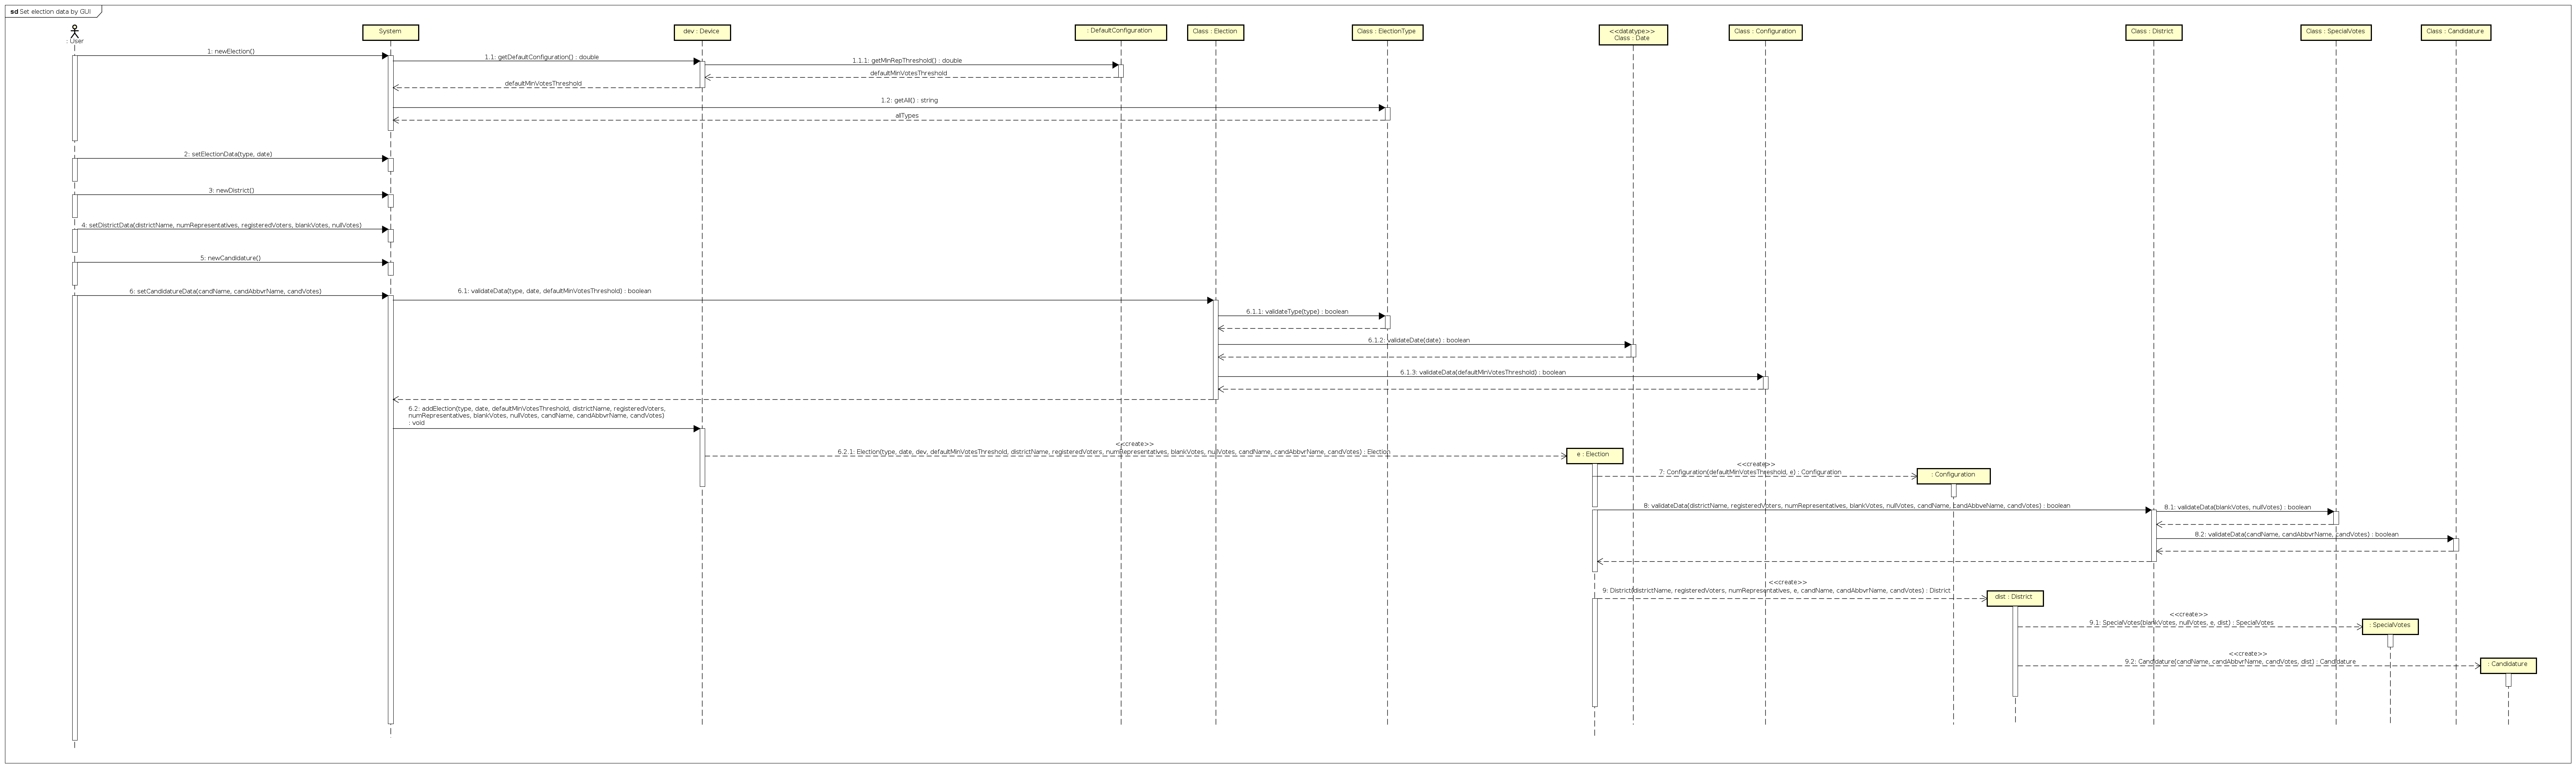 sd Set election data by GUI
: User
System
dev : Device
: DefaultConfiguration
Class : Election
Class : ElectionType
<<datatype>>
Class : Date
Class : Configuration
Class : District
Class : SpecialVotes
Class : Candidature
1: newElection()
1.1: getDefaultConfiguration() : double
1.1.1: getMinRepThreshold() : double
defaultMinVotesThreshold
defaultMinVotesThreshold
1.2: getAll() : string
allTypes
2: setElectionData(type, date)
3: newDistrict()
4: setDistrictData(districtName, numRepresentatives, registeredVoters, blankVotes, nullVotes)
5: newCandidature()
6: setCandidatureData(candName, candAbbvrName, candVotes)
6.1: validateData(type, date, defaultMinVotesThreshold) : boolean
6.1.1: validateType(type) : boolean
6.1.2: validateDate(date) : boolean
6.1.3: validateData(defaultMinVotesThreshold) : boolean
6.2: addElection(type, date, defaultMinVotesThreshold, districtName, registeredVoters,
numRepresentatives, blankVotes, nullVotes, candName, candAbbvrName, candVotes)
: void
<<create>>
6.2.1: Election(type, date, dev, defaultMinVotesThreshold, districtName, registeredVoters, numRepresentatives, blankVotes, nullVotes, candName, candAbbvrName, candVotes) : Election
e : Election
<<create>>
7: Configuration(defaultMinVotesThreshold, e) : Configuration
: Configuration
8: validateData(districtName, registeredVoters, numRepresentatives, blankVotes, nullVotes, candName, candAbbveName, candVotes) : boolean
8.1: validateData(blankVotes, nullVotes) : boolean
8.2: validateData(candName, candAbbvrName, candVotes) : boolean
<<create>>
9: District(districtName, registeredVoters, numRepresentatives, e, candName, candAbbvrName, candVotes) : District
dist : District
<<create>>
9.1: SpecialVotes(blankVotes, nullVotes, e, dist) : SpecialVotes
: SpecialVotes
<<create>>
9.2: Candidature(candName, candAbbvrName, candVotes, dist) : Candidature
: Candidature